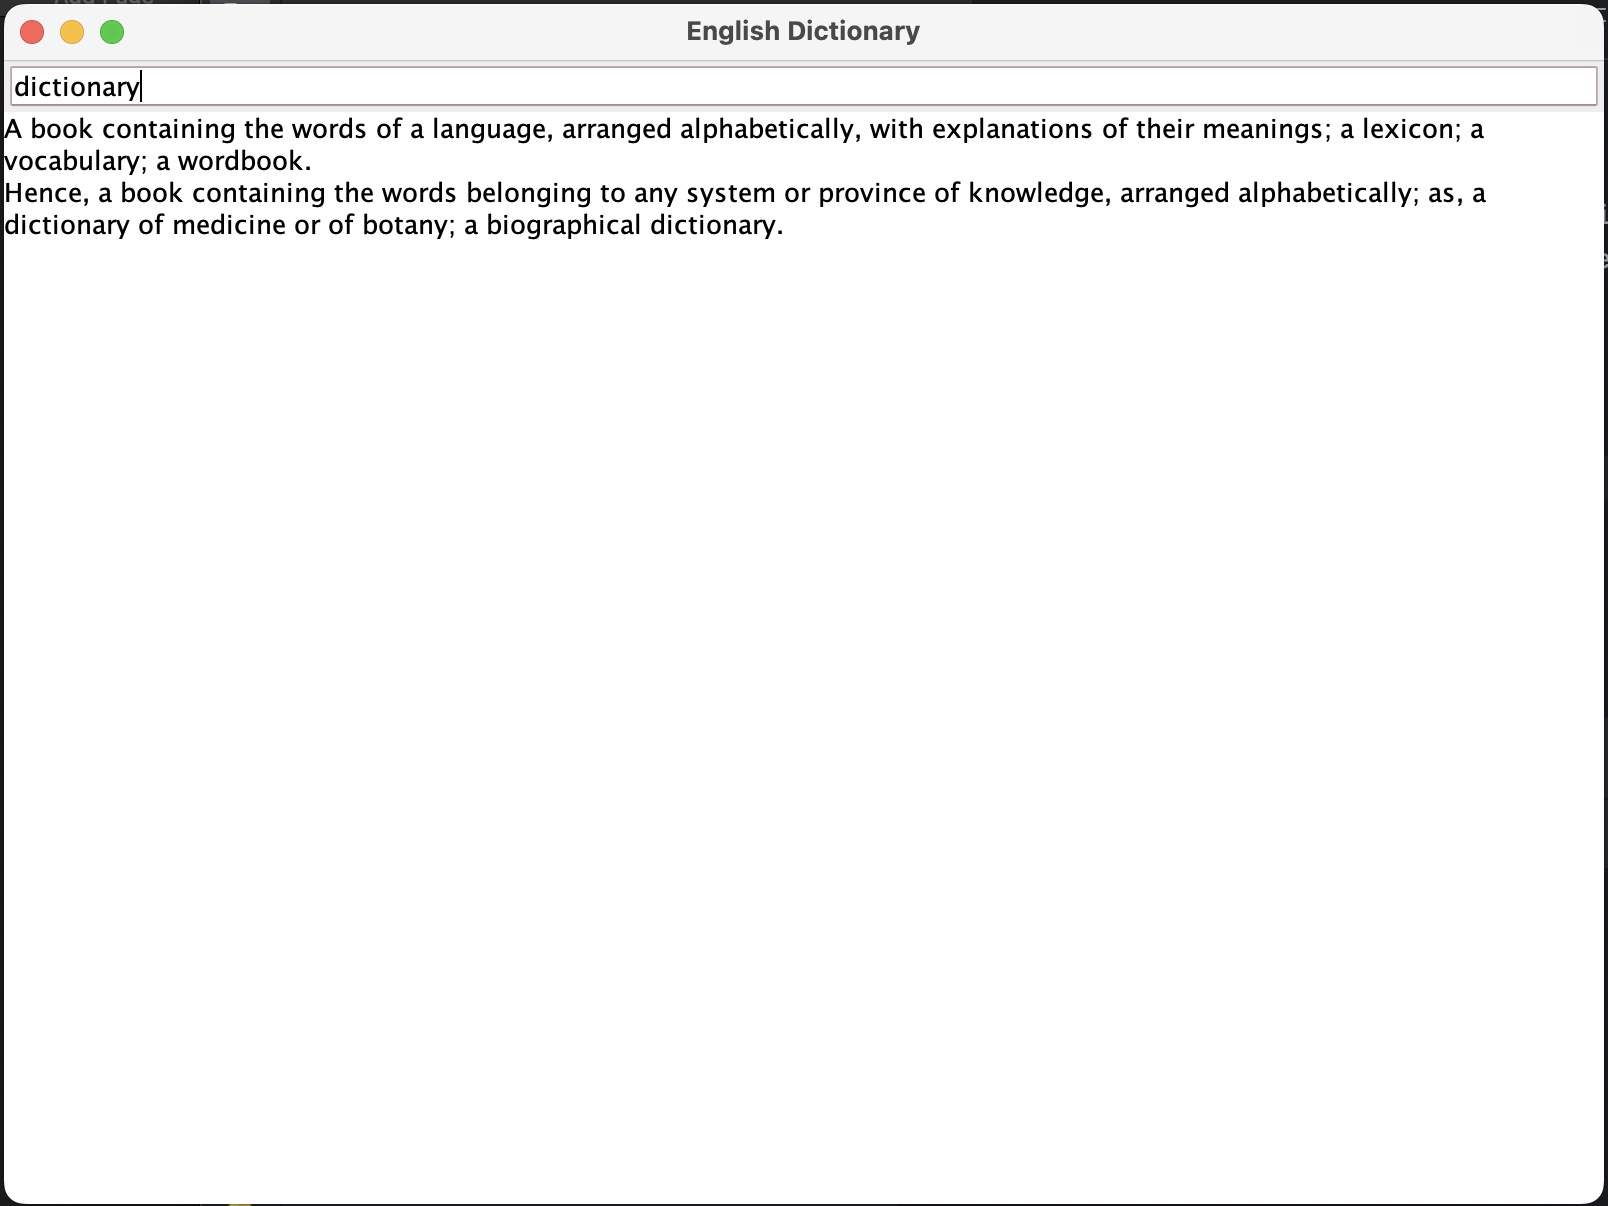 English Dictionary
dictionary
A book containing the words of a language, arranged alphabetically, with explanations of their meanings; a lexicon; a
vocabulary; a wordbook.
Hence, a book containing the words belonging to any system or province of knowledge, arranged alphabetically; as, a
dictionary of medicine or of botany; a biographical dictionary.